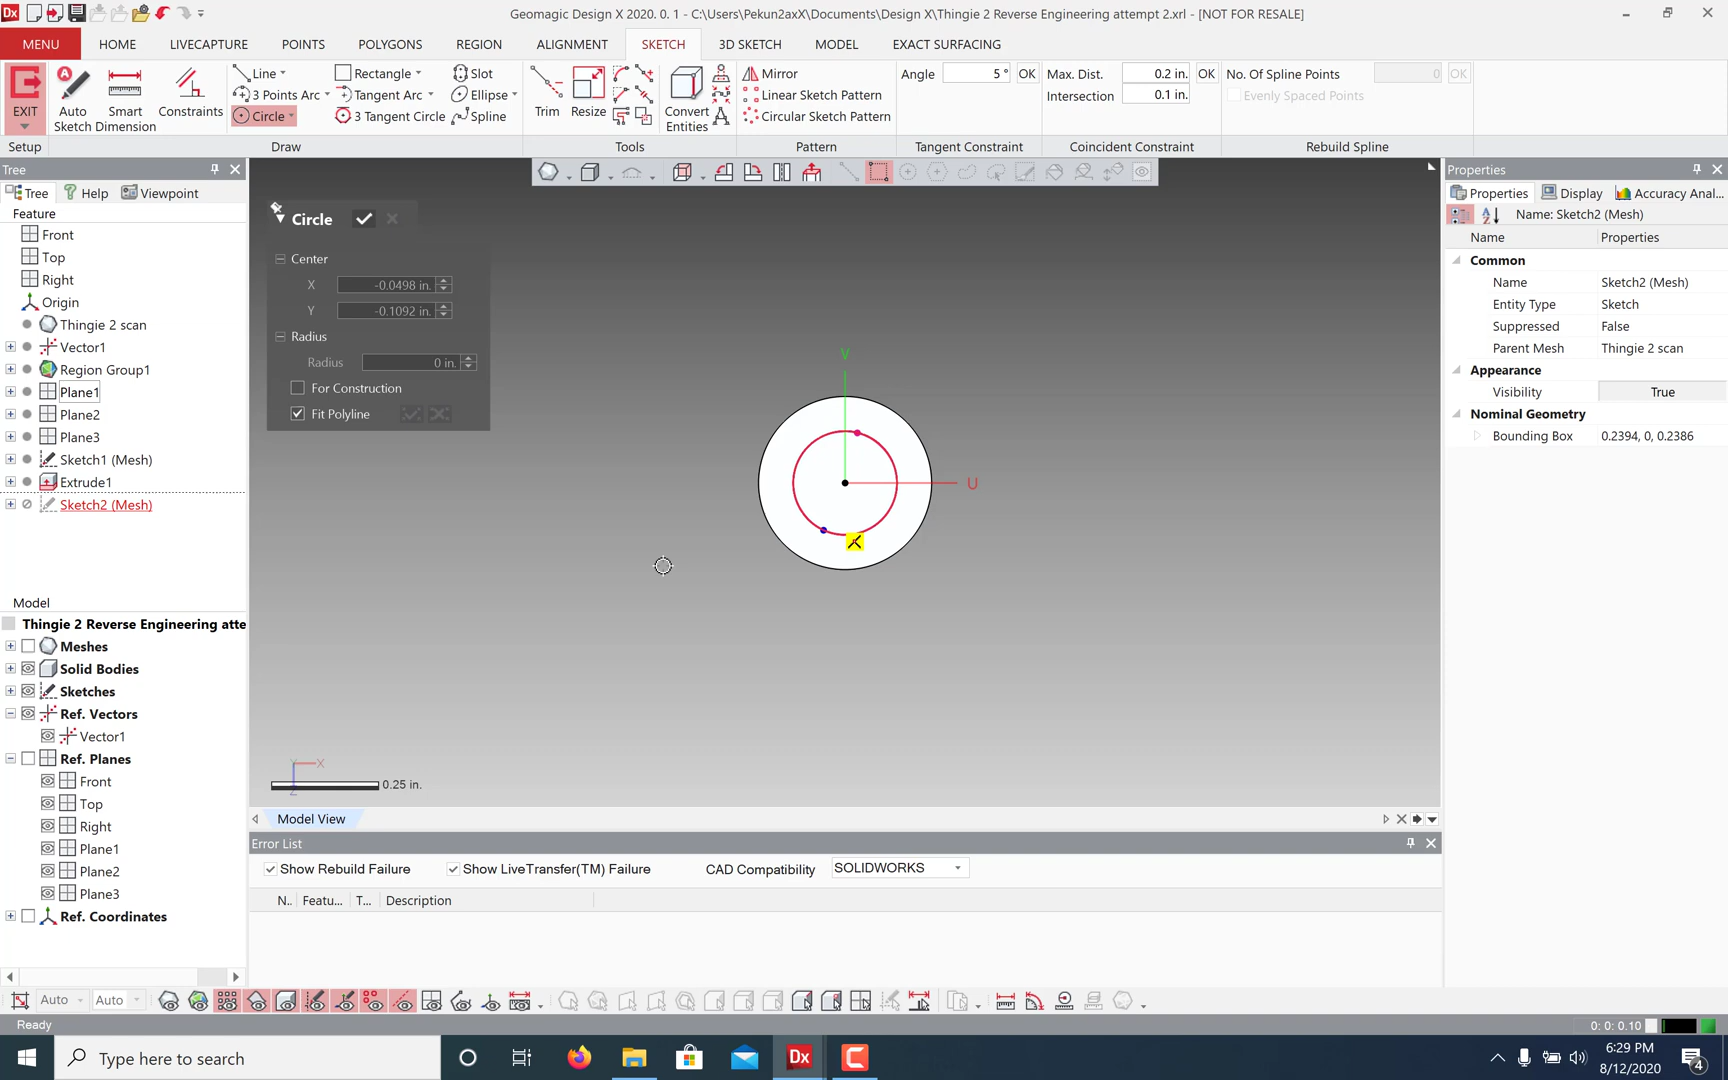 Dx Geomagic Design X 2020. 0. 1 - C:\Users\Pekun2axX\Documents\Design X\Thingie 2 Reverse Engineering attempt 2.xrl - [NOT FOR RESALE]
MENU HOME LIVECAPTURE POINTS POLYGONS REGION ALIGNMENT SKETCH 3D SKETCH MODEL EXACT SURFACING
Line Rectangle Slot Mirror Angle 5 ° OK Max. Dist. 0.2 in. OK No. Of Spline Points 0 OK
3 Points Arc Tangent Arc Ellipse Linear Sketch Pattern Intersection 0.1 in. Evenly Spaced Points
EXIT Auto Sketch Smart Dimension Constraints Circle 3 Tangent Circle Spline Trim Resize Convert Entities Circular Sketch Pattern
Setup Draw Tools Pattern Tangent Constraint Coincident Constraint Rebuild Spline
Tree
Tree Help Viewpoint
Feature
Front
Top
Right
Origin
Thingie 2 scan
Vector1
Region Group1
Plane1
Plane2
Plane3
Sketch1 (Mesh)
Extrude1
Sketch2 (Mesh)
Model
Thingie 2 Reverse Engineering atte
Meshes
Solid Bodies
Sketches
Ref. Vectors
Vector1
Ref. Planes
Front
Top
Right
Plane1
Plane2
Plane3
Ref. Coordinates
Circle
Center
X -0.0498 in.
Y -0.1092 in.
Radius
Radius 0 in.
For Construction
Fit Polyline
V
U
X
Z
0.25 in.
Model View
Error List
Show Rebuild Failure Show LiveTransfer(TM) Failure CAD Compatibility SOLIDWORKS
N.. Featu... T... Description
Properties
Properties Display Accuracy Anal...
Name: Sketch2 (Mesh)
Name Properties
Common
Name Sketch2 (Mesh)
Entity Type Sketch
Suppressed False
Parent Mesh Thingie 2 scan
Appearance
Visibility True
Nominal Geometry
Bounding Box 0.2394, 0, 0.2386
Auto Auto
Ready 0: 0: 0.10
Type here to search Dx C 6:29 PM
8/12/2020 4